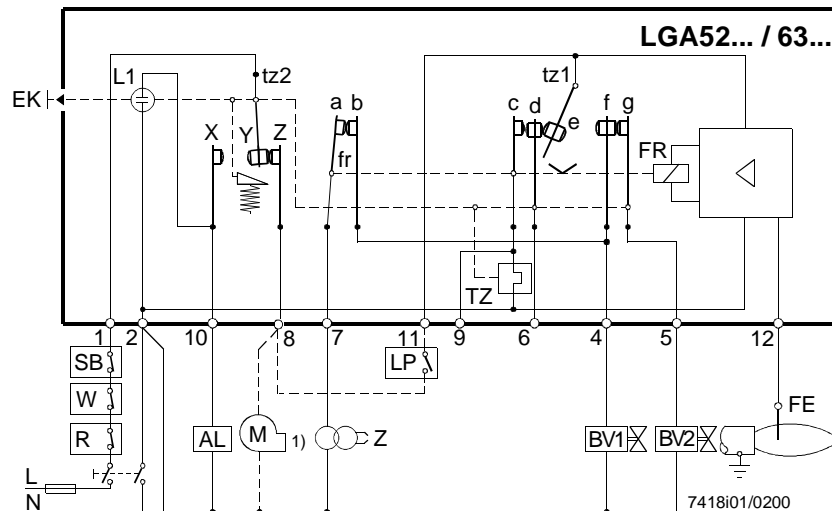 LGA52... / 63...
L1
tz2
tz1
EK
a b
c
d
e
f g
X
Y
Z
fr
FR
TZ
1
2
10
8
7
11
9
6
4
5
12
SB
LP
W
FE
R
AL
M
1)
Z
BV1
BV2
L
N
7418i01/0200